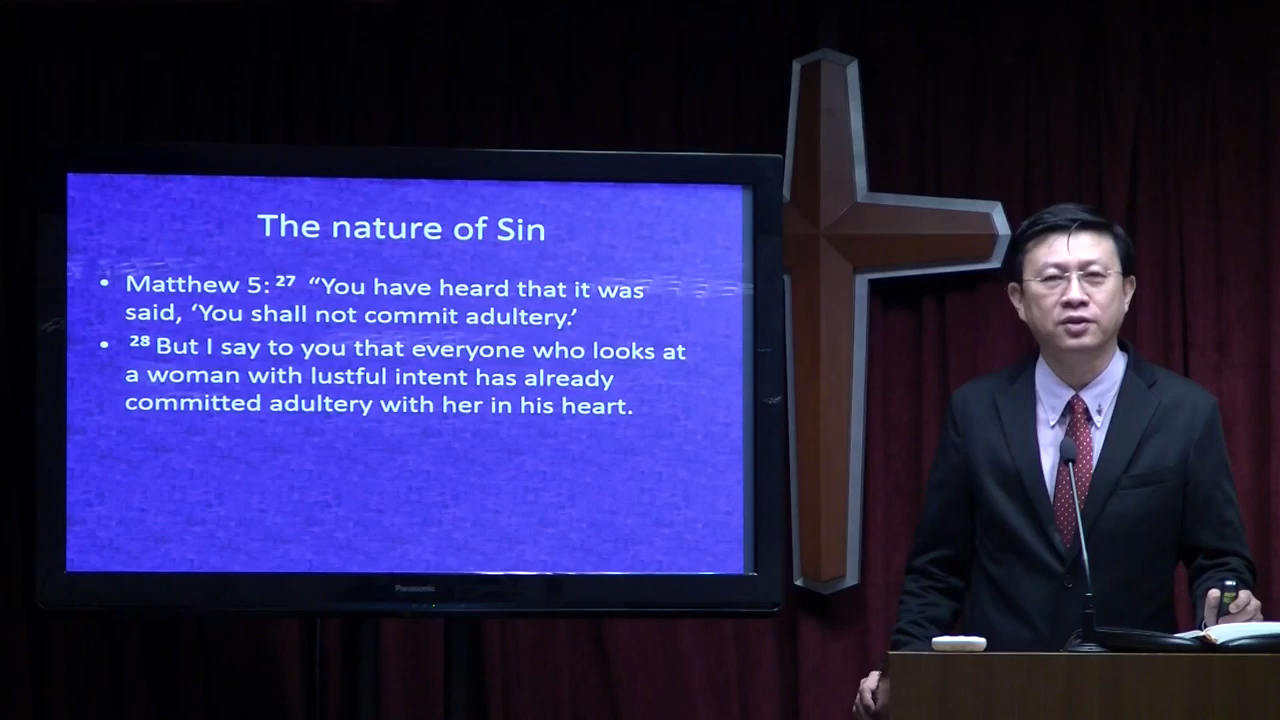 The nature of Sin
• Matthew 5: 27 “You have heard that it was
said, ‘You shall not commit adultery.’
• 28 But I say to you that everyone who looks at
a woman with lustful intent has already
committed adultery with her in his heart.
Panasonic